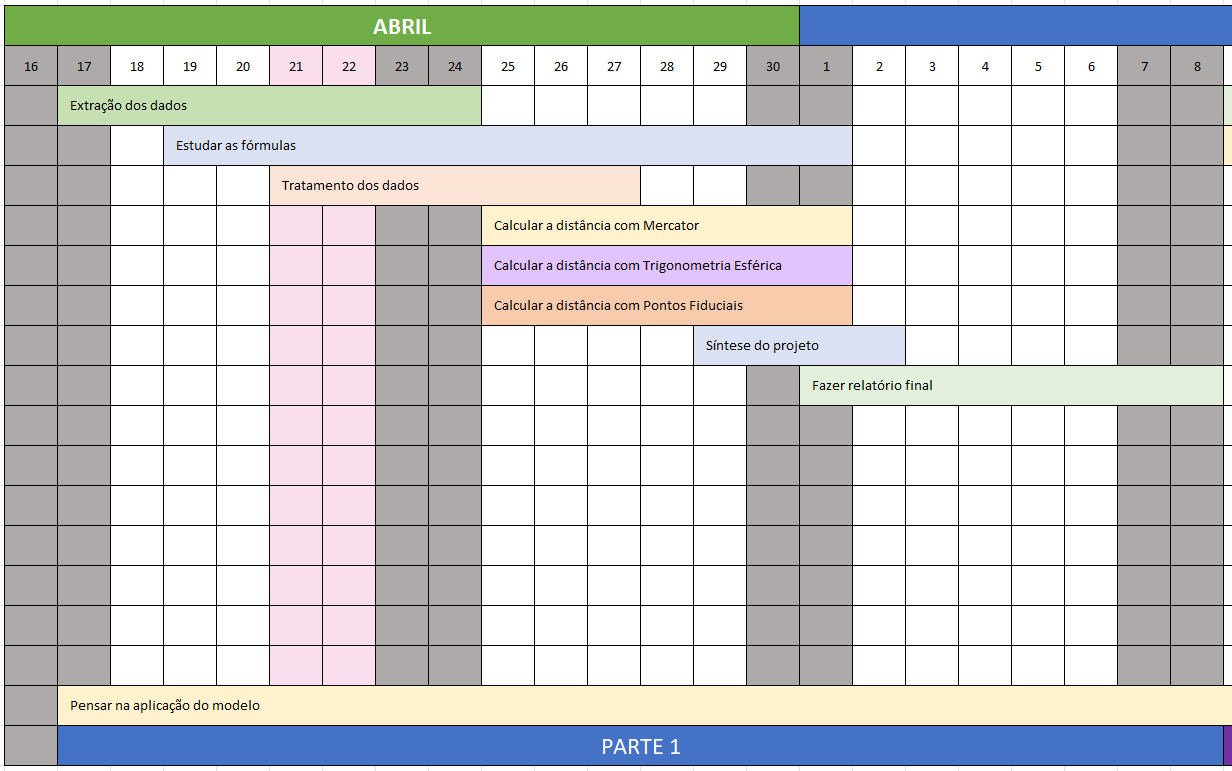 ABRIL
16 17 18 19 20 21 22 23 24 25 26 27 28 29 30 1 2 3 4 5 6 7 8
Extração dos dados
Estudar as fórmulas
Tratamento dos dados
Calcular a distância com Mercator
Calcular a distância com Trigonometria Esférica
Calcular a distância com Pontos Fiduciais
Síntese do projeto
Fazer relatório final
Pensar na aplicação do modelo
PARTE 1